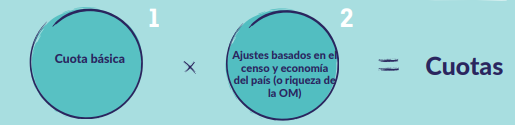 1
Cuota básica
×
2
Ajustes basados en el
censo y economía
del país (o riqueza de
la OM)
=
Cuotas